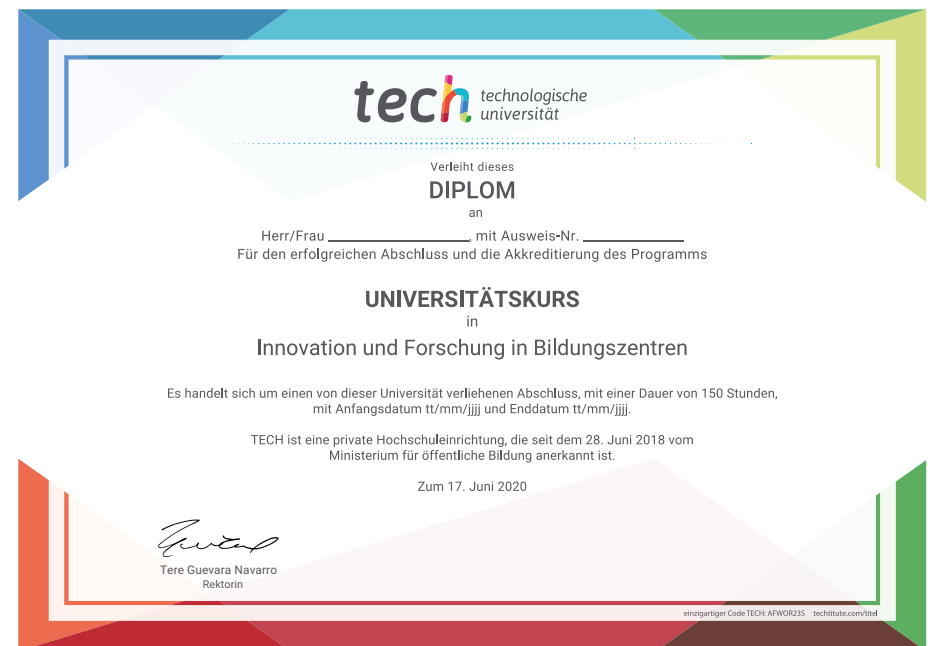 tech technologische
universität
Verleiht dieses
DIPLOM
an
Herr/Frau ____________________, mit Ausweis-Nr. ______________
Für den erfolgreichen Abschluss und die Akkreditierung des Programms
UNIVERSITÄTSKURS
in
Innovation und Forschung in Bildungszentren
Es handelt sich um einen von dieser Universität verliehenen Abschluss, mit einer Dauer von 150 Stunden,
mit Anfangsdatum tt/mm/jjjj und Enddatum tt/mm/jjjj.
TECH ist eine private Hochschuleinrichtung, die seit dem 28. Juni 2018 vom
Ministerium für öffentliche Bildung anerkannt ist.
Zum 17. Juni 2020
Tere Guevara Navarro
Rektorin
einzigartiger Code TECH: AFWOR23S techtitute.com/titel